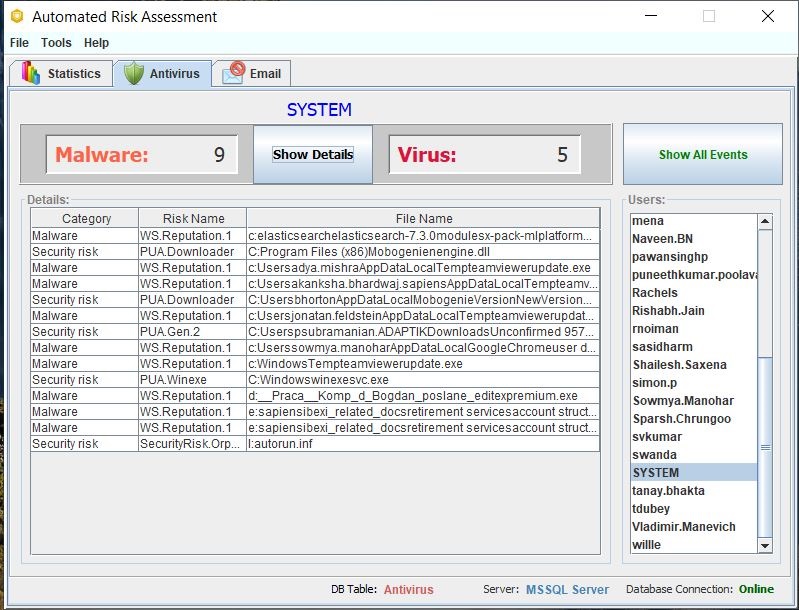 Automated Risk Assessment
File Tools Help
Statistics Antivirus Email
SYSTEM
Malware: 9 Show Details Virus: 5 Show All Events
Details:
Category Risk Name File Name
Malware WS.Reputation.1 c:elasticsearchelasticsearch-7.3.0modulesx-pack-mlplatform...
Security risk PUA.Downloader C:Program Files (x86)Mobogenienengine.dll
Malware WS.Reputation.1 c:Usersadya.mishraAppDataLocalTempteamviewerupdate.exe
Malware WS.Reputation.1 c:Usersakanksha.bhardwaj.sapiensAppDataLocalTempteamv...
Security risk PUA.Downloader C:UsersbhortonAppDataLocalMobogenieVersionNewVersion...
Malware WS.Reputation.1 c:Usersjonatan.feldsteinAppDataLocalTempteamviewerupdat...
Security risk PUA.Gen.2 C:Userspsubramanian.ADAPTIKDownloadsUnconfirmed 957...
Malware WS.Reputation.1 c:Userssowmya.manoharAppDataLocalGoogleChromeuser d...
Malware WS.Reputation.1 c:WindowsTempteamviewerupdate.exe
Security risk PUA.Winexe C:Windowswinexesvc.exe
Malware WS.Reputation.1 d:__Praca__Komp_d_Bogdan_poslane_editexpremium.exe
Malware WS.Reputation.1 e:sapiensibexi_related_docsretirement servicesaccount struct...
Malware WS.Reputation.1 e:sapiensibexi_related_docsretirement servicesaccount struct...
Security risk SecurityRisk.Orp... I:autorun.inf
Users:
mena
Naveen.BN
pawansinghp
puneethkumar.poolava
Rachels
Rishabh.Jain
rnoiman
sasidharm
Shailesh.Saxena
simon.p
Sowmya.Manohar
Sparsh.Chrungoo
svkumar
swanda
SYSTEM
tanay.bhakta
tdubey
Vladimir.Manevich
willle
DB Table: Antivirus Server: MSSQL Server Database Connection: Online